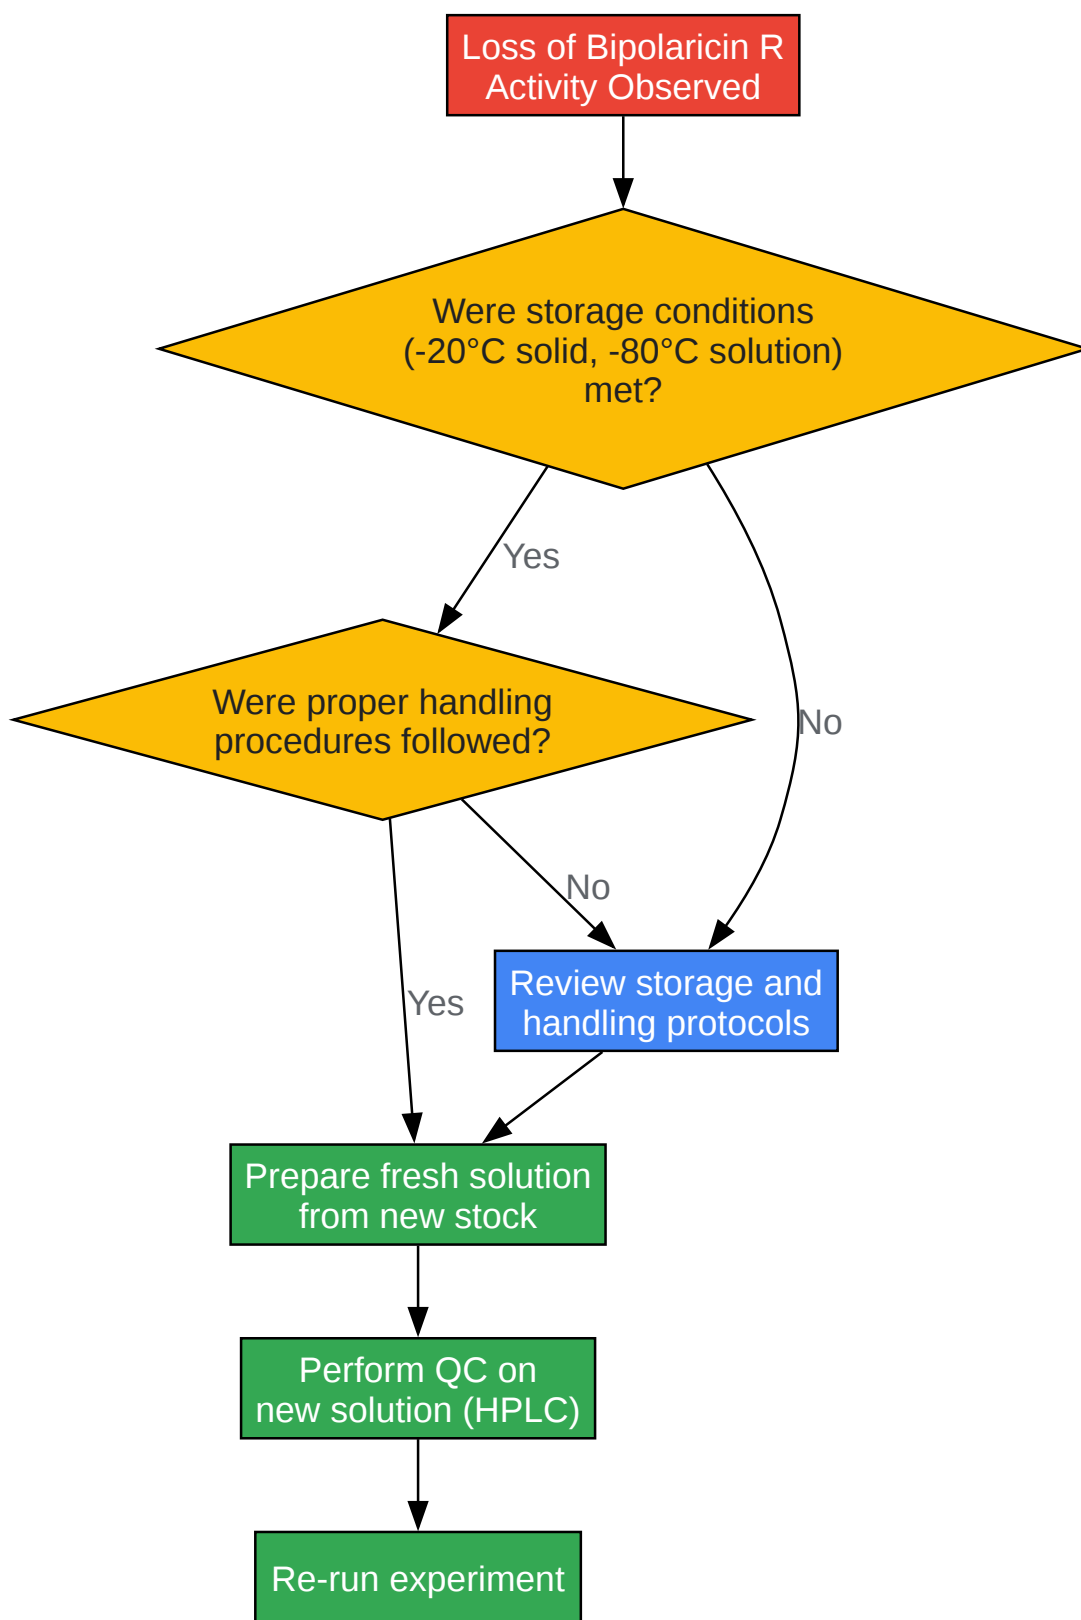 Loss of Bipolaricin R
Activity Observed
Were storage conditions
(-20°C solid, -80°C solution)
met?
Yes
Were proper handling
procedures followed?
No
No
Yes
Review storage and
handling protocols
Prepare fresh solution
from new stock
Perform QC on
new solution (HPLC)
Re-run experiment